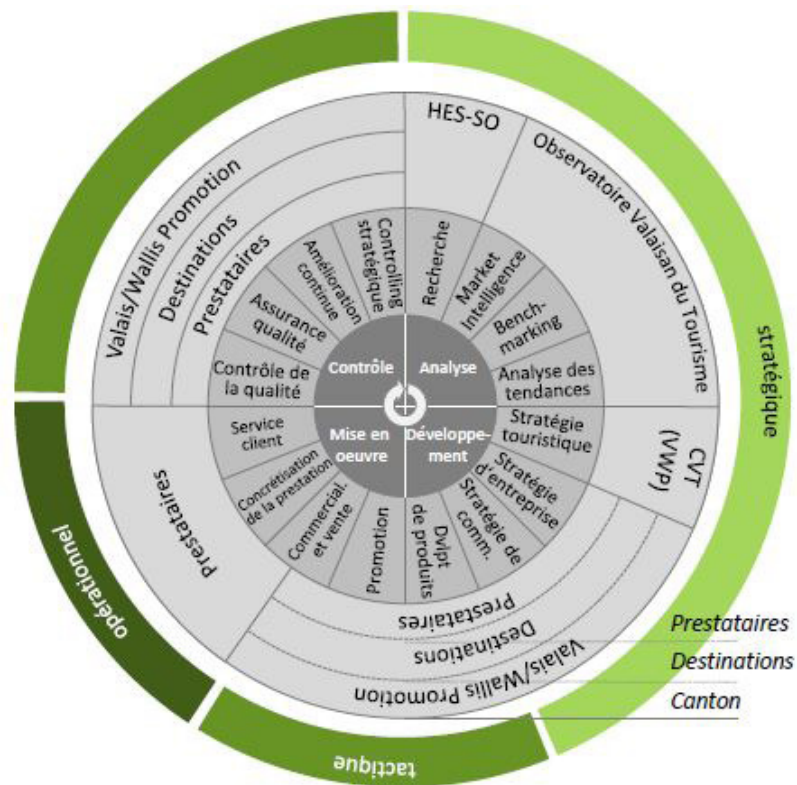 HES-SO
Observatoire Valaisan du Tourisme
stratégique
Valais/Wallis Promotion
Destinations
Prestataires
Controlling
stratégique
Recherche
Market
Intelligence
Amélioration
continue
Bench-
marking
Assurance
qualité
Analyse des
tendances
Contrôle de
la qualité
Contrôle
Analyse
Mise en
oeuvre
Développe-
ment
Stratégie
touristique
CVT
(VWP)
Service
client
Stratégie
d'entreprise
Concrétisation
de la prestation
Stratégie de
comm.
Commercial.
et vente
Promotion
Dvlpt
de produits
Prestataires
opérationnel
Prestataires
Destinations
Valais/Wallis Promotion
Prestataires
Destinations
Canton
tactique